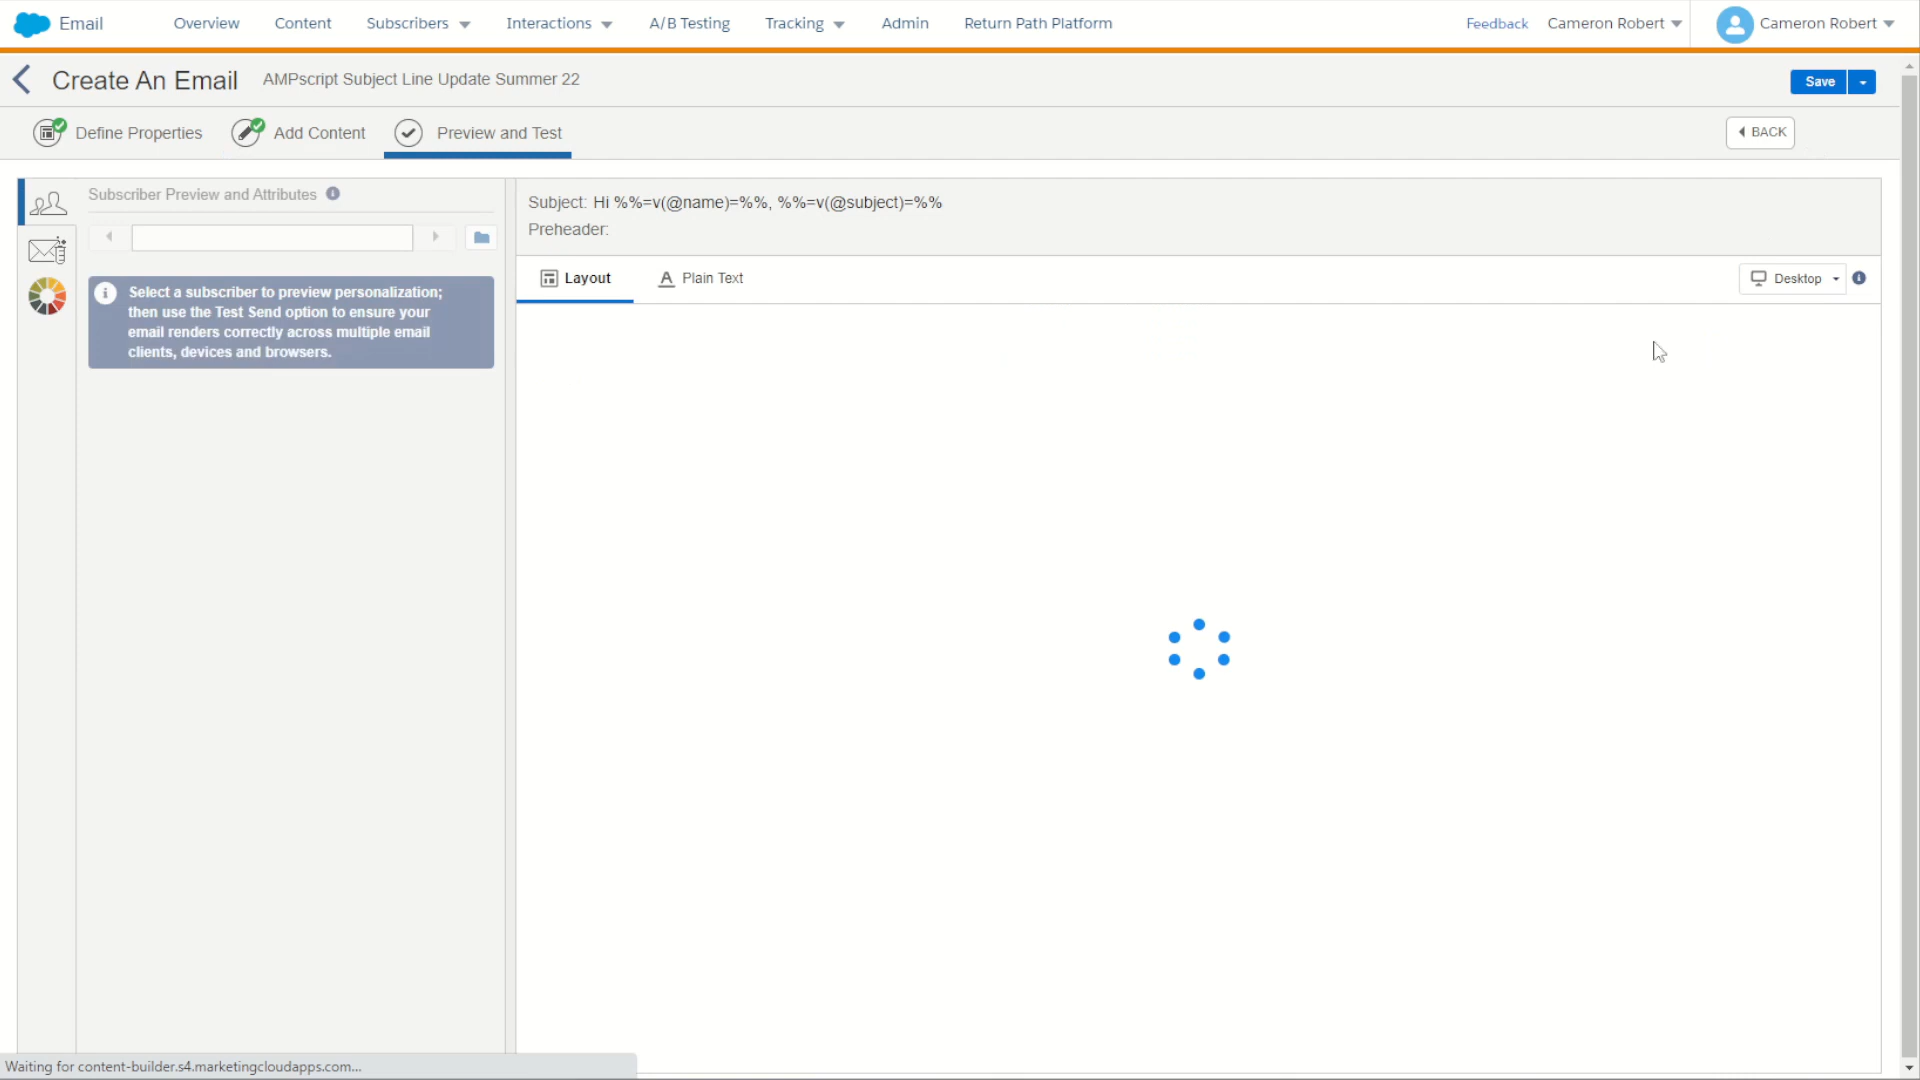 Email
Overview
Content
Subscribers
Interactions
A/B Testing
Tracking
Admin
Return Path Platform
Feedback
Cameron Robert
Cameron Robert
Create An Email
AMPscript Subject Line Update Summer 22
Save
Define Properties
Add Content
Preview and Test
BACK
Subscriber Preview and Attributes
Select a subscriber to preview personalization;
then use the Test Send option to ensure your
email renders correctly across multiple email
clients, devices and browsers.
Subject: Hi %%=v(@name)=%%, %%=v(@subject)=%%
Preheader:
Layout
Plain Text
Desktop
Waiting for content-builder.s4.marketingcloudapps.com...